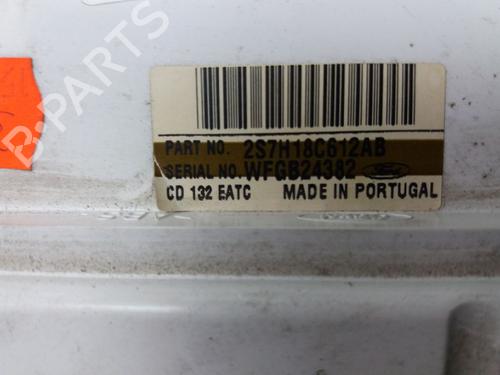 B-PARTS
PART NO. 2S7H18C612AB
SERIAL NO. WFGB24382
CD 132 EATC MADE IN PORTUGAL